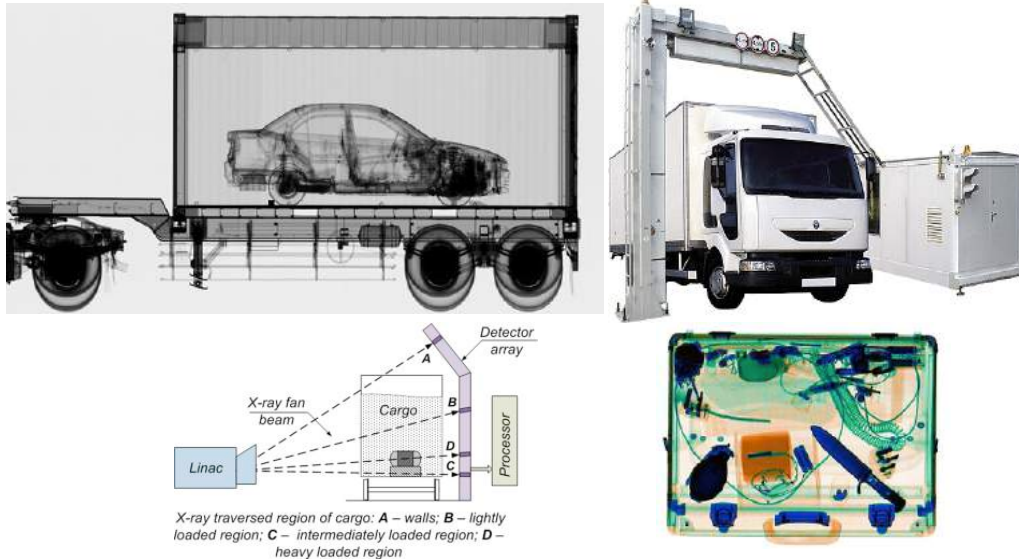 5
Detector
array
A
X-ray fan
beam
B
Cargo
D
C
Linac
Processor
X-ray traversed region of cargo: A – walls; B – lightly
loaded region; C – intermediately loaded region; D –
heavy loaded region